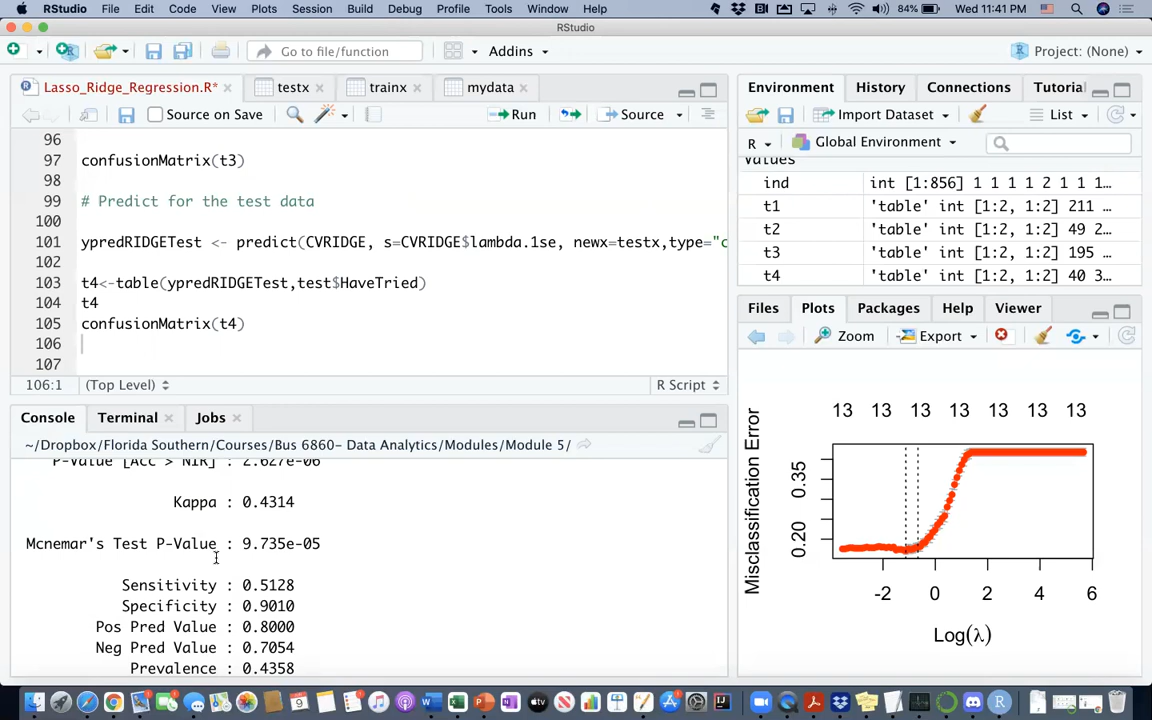 RStudio File Edit Code View Plots Session Build Debug Profile Tools Window Help 84% Wed 11:41 PM
RStudio
Go to file/function Addins Project: (None)
Lasso_Ridge_Regression.R* testx trainx mydata
Source on Save Run Source
96
97 confusionMatrix(t3)
98
99 # Predict for the test data
100
101 ypredRIDGETest <- predict(CVRIDGE, s=CVRIDGE$lambda.1se, newx=testx,type="c
102
103 t4<-table(ypredRIDGETest,test$HaveTried)
104 t4
105 confusionMatrix(t4)
106
107
106:1 (Top Level) R Script
Console Terminal Jobs
~/Dropbox/Florida Southern/Courses/Bus 6860- Data Analytics/Modules/Module 5/
P-Value [Acc > NIR] : 2.627e-06
Kappa : 0.4314
Mcnemar's Test P-Value : 9.735e-05
Sensitivity : 0.5128
Specificity : 0.9010
Pos Pred Value : 0.8000
Neg Pred Value : 0.7054
Prevalence : 0.4358
Environment History Connections Tutoria
Import Dataset List
R Global Environment
Values
ind int [1:856] 1 1 1 1 2 1 1 1…
t1 'table' int [1:2, 1:2] 211 …
t2 'table' int [1:2, 1:2] 49 2…
t3 'table' int [1:2, 1:2] 195 …
t4 'table' int [1:2, 1:2] 40 3…
Files Plots Packages Help Viewer
Zoom Export
13 13 13 13 13 13 13
Misclassification Error
0.35
0.20
-2 0 2 4 6
Log(λ)